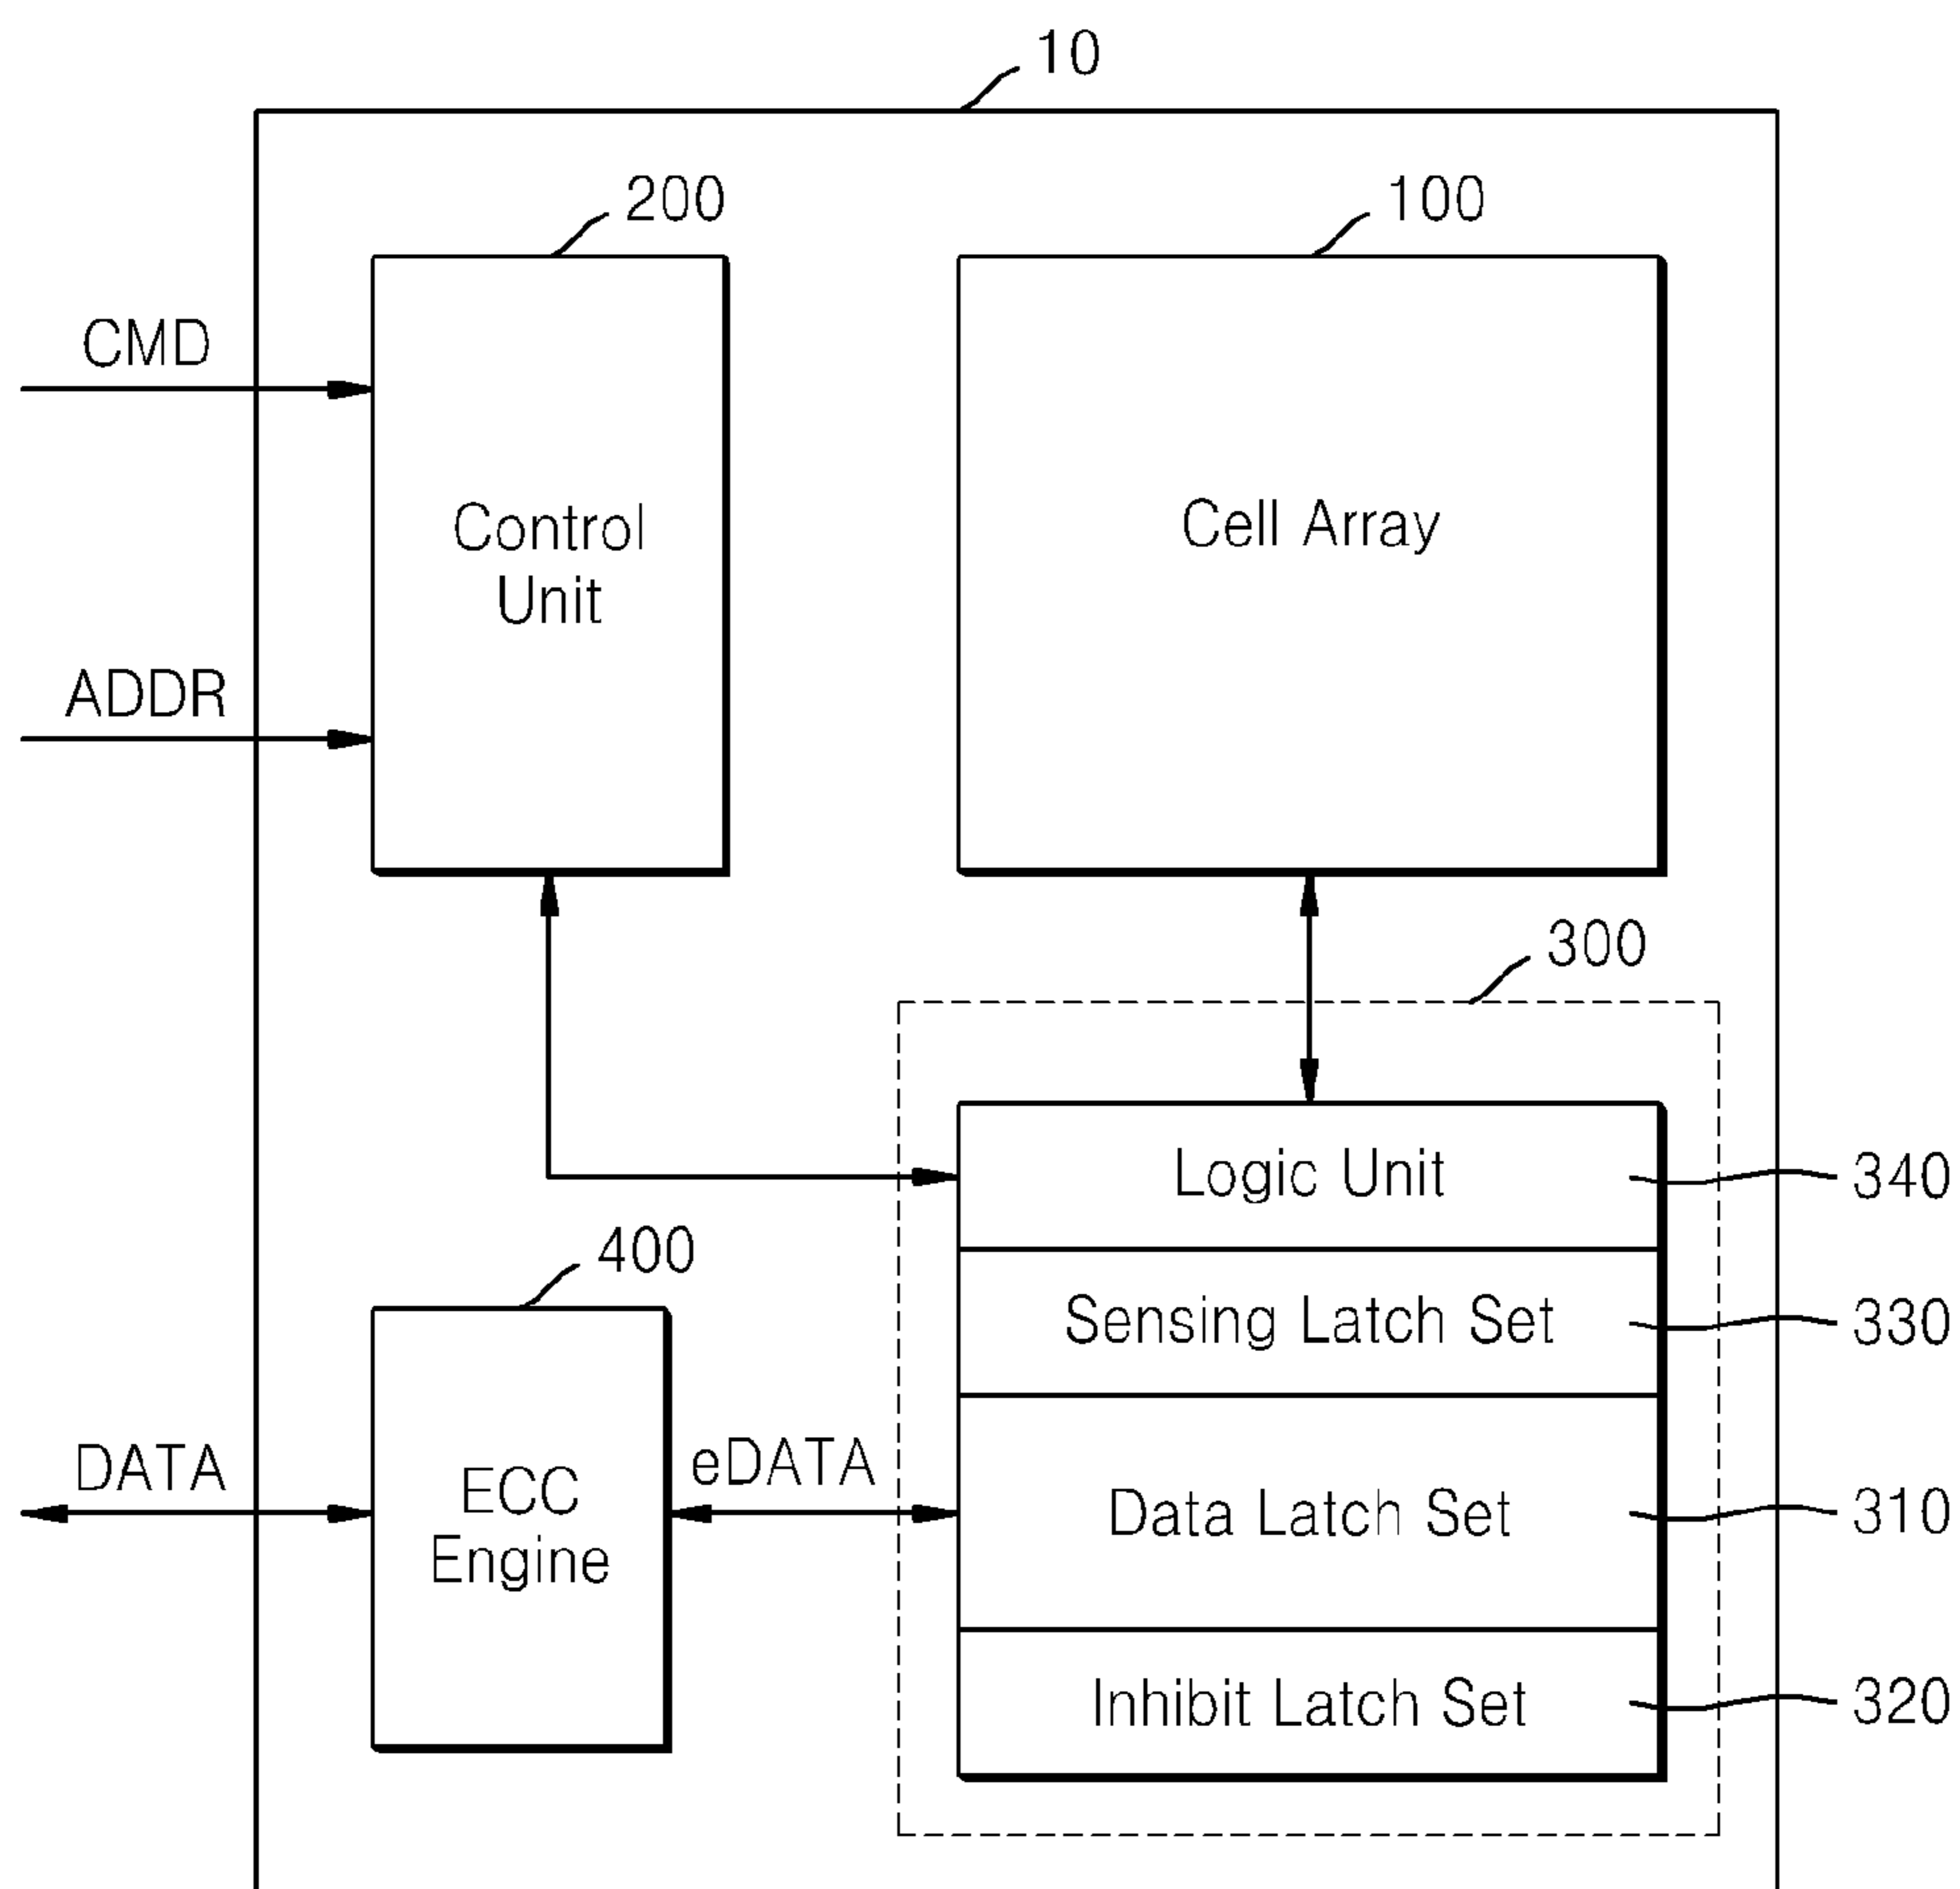 10
200
100
CMD
Control
Unit
Cell Array
ADDR
300
Logic Unit
340
400
Sensing Latch Set
330
DATA
ECC
Engine
eDATA
Data Latch Set
310
Inhibit Latch Set
320